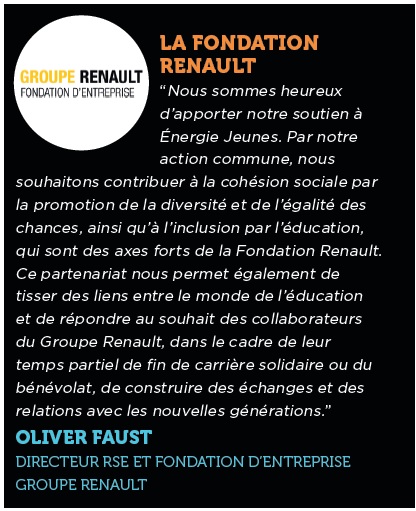 GROUPE RENAULT
FONDATION D'ENTREPRISE
LA FONDATION
RENAULT
“Nous sommes heureux
d’apporter notre soutien à
Énergie Jeunes. Par notre
action commune, nous
souhaitons contribuer à la cohésion sociale par
la promotion de la diversité et de l’égalité des
chances, ainsi qu’à l’inclusion par l’éducation,
qui sont des axes forts de la Fondation Renault.
Ce partenariat nous permet également de
tisser des liens entre le monde de l’éducation
et de répondre au souhait des collaborateurs
du Groupe Renault, dans le cadre de leur
temps partiel de fin de carrière solidaire ou du
bénévolat, de construire des échanges et des
relations avec les nouvelles générations.”
OLIVER FAUST
DIRECTEUR RSE ET FONDATION D’ENTREPRISE
GROUPE RENAULT